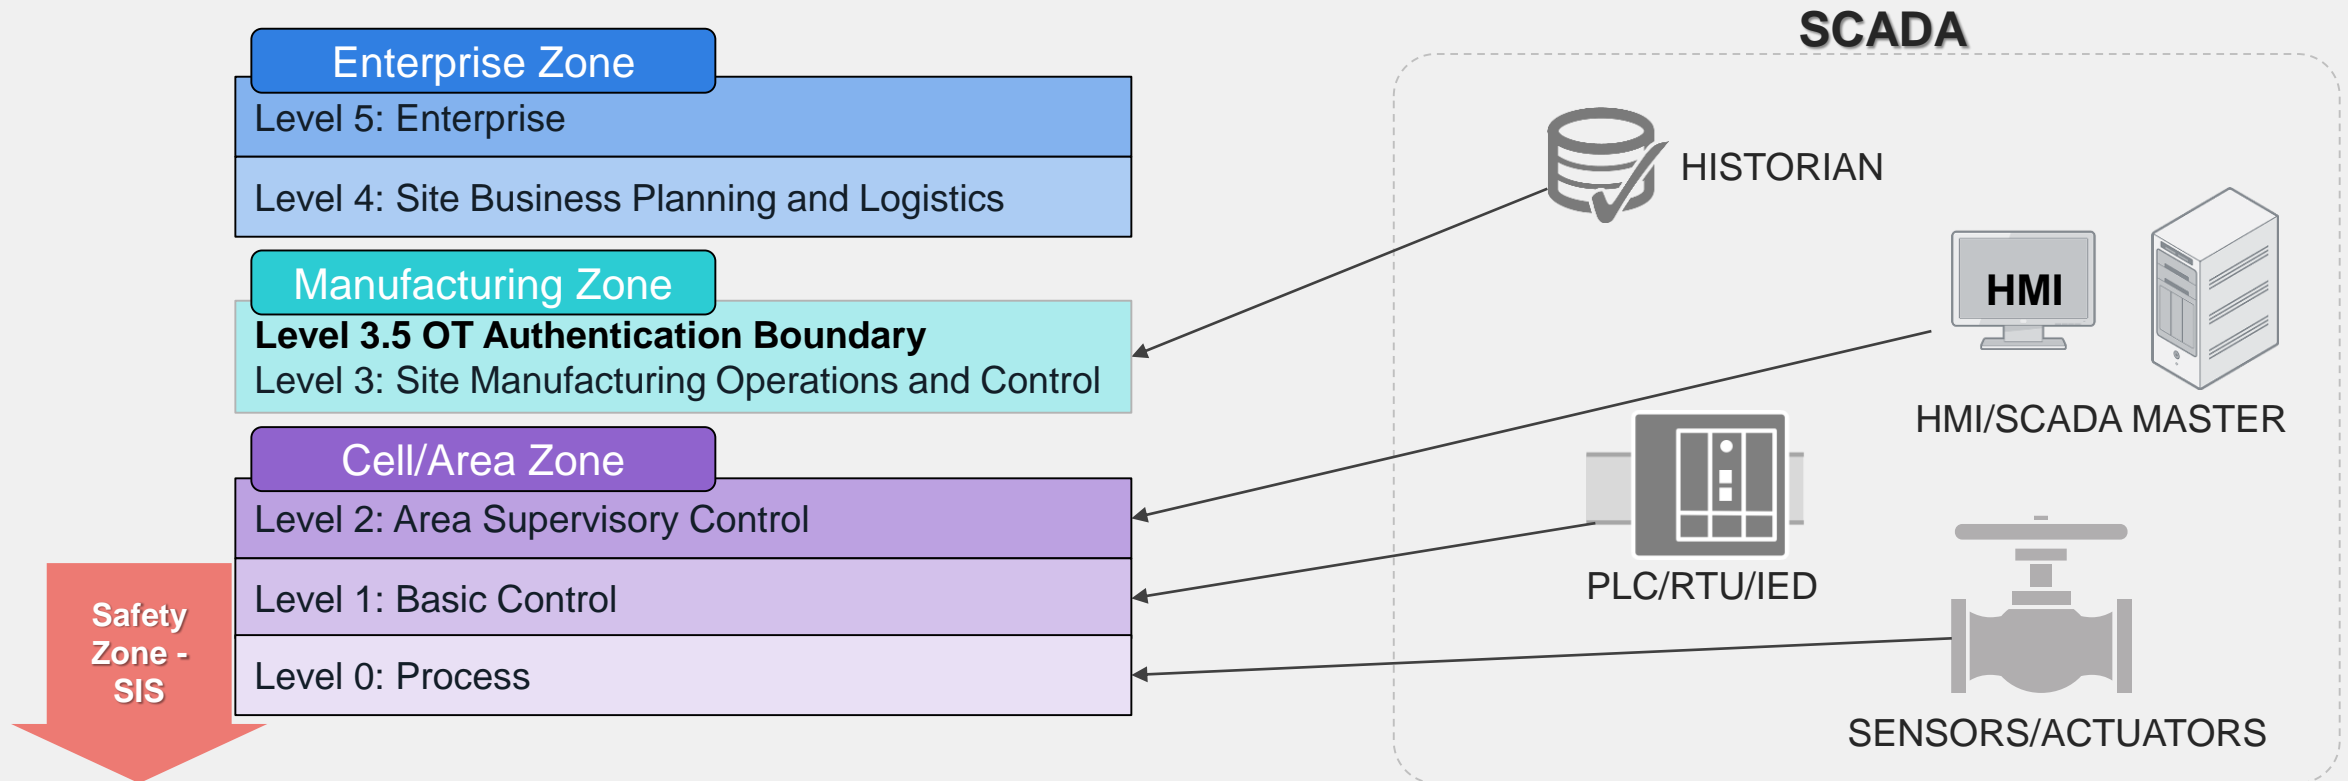 SCADA
Enterprise Zone
Level 5: Enterprise
Level 4: Site Business Planning and Logistics
Manufacturing Zone
Level 3.5 OT Authentication Boundary
Level 3: Site Manufacturing Operations and Control
Cell/Area Zone
Level 2: Area Supervisory Control
Level 1: Basic Control
Level 0: Process
Safety
Zone -
SIS
HISTORIAN
HMI
HMI/SCADA MASTER
PLC/RTU/IED
SENSORS/ACTUATORS